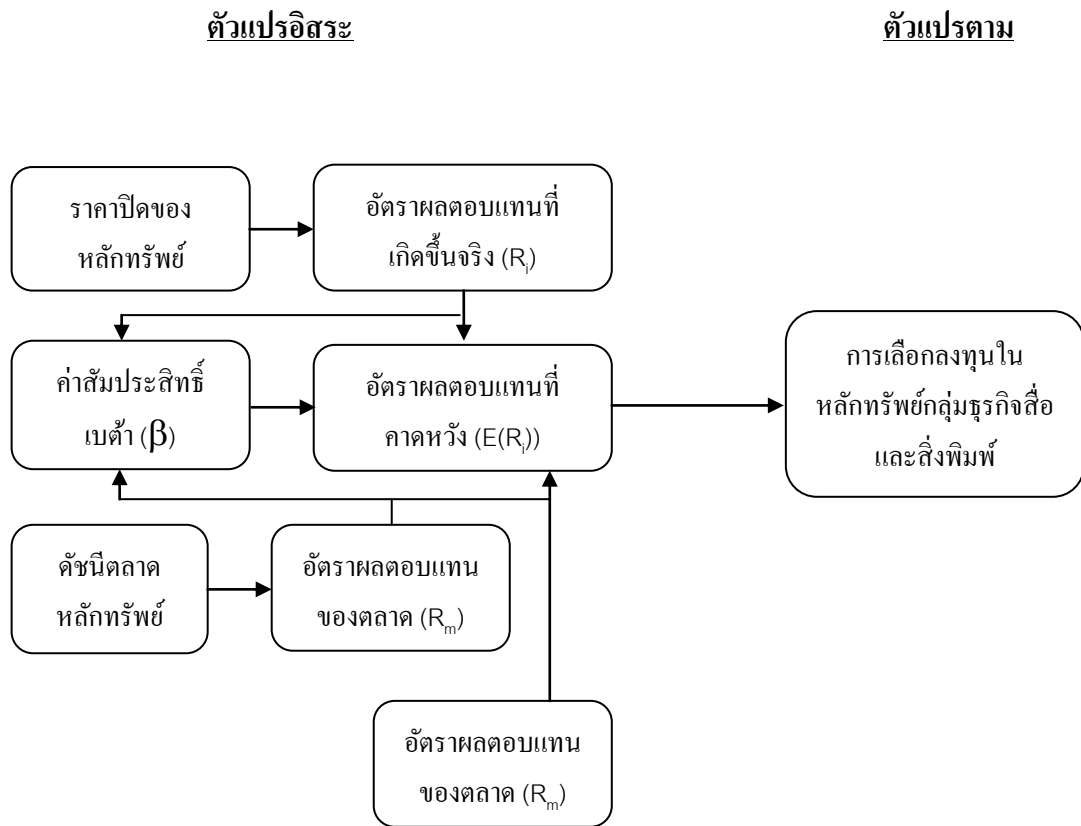 ตัวแปรอิสระ
ตัวแปรตาม
ราคาปิดของ
หลักทรัพย์
อัตราผลตอบแทนที่
เกิดขึ้นจริง (Rᵢ)
ค่าสัมประสิทธิ์
เบต้า (β)
อัตราผลตอบแทนที่
คาดหวัง (E(Rᵢ))
การเลือกลงทุนใน
หลักทรัพย์กลุ่มธุรกิจสื่อ
และสิ่งพิมพ์
ดัชนีตลาด
หลักทรัพย์
อัตราผลตอบแทน
ของตลาด (Rₘ)
อัตราผลตอบแทน
ของตลาด (Rₘ)